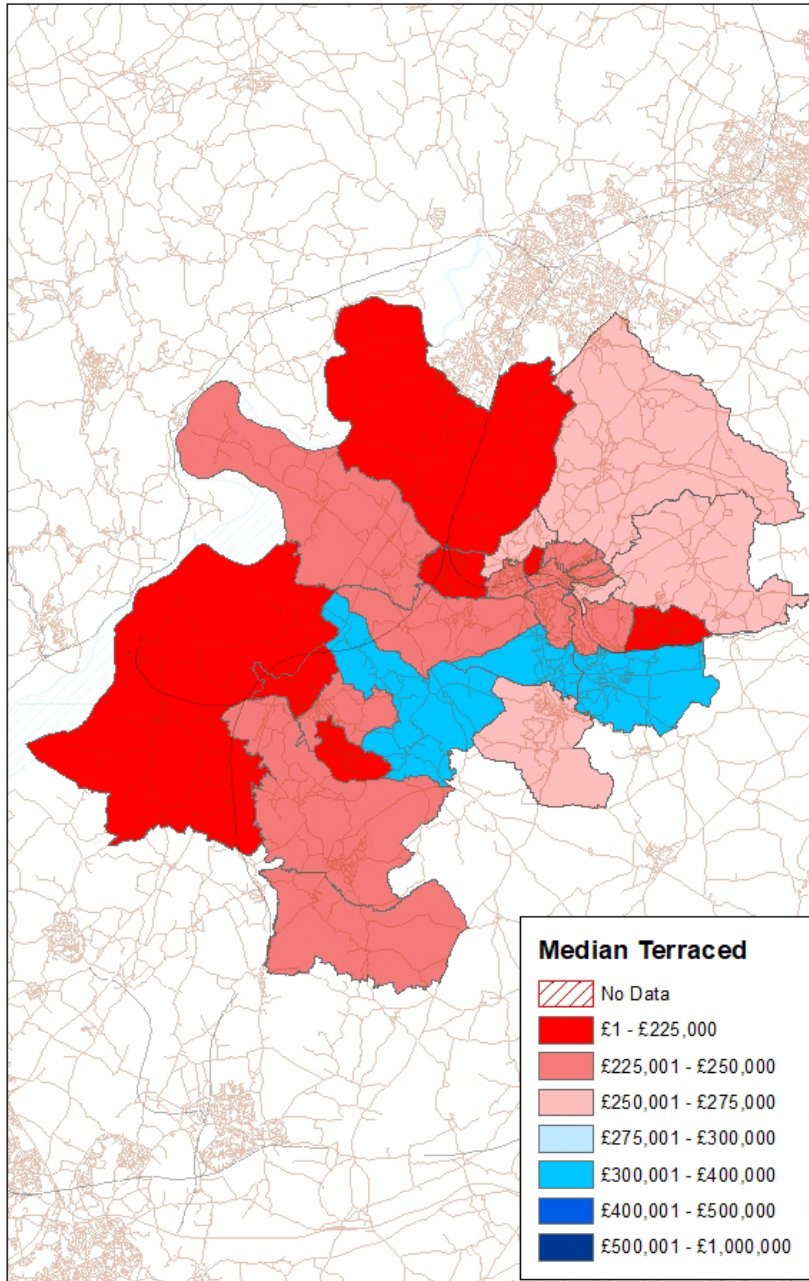 Median Terraced
No Data
£1 - £225,000
£225,001 - £250,000
£250,001 - £275,000
£275,001 - £300,000
£300,001 - £400,000
£400,001 - £500,000
£500,001 - £1,000,000